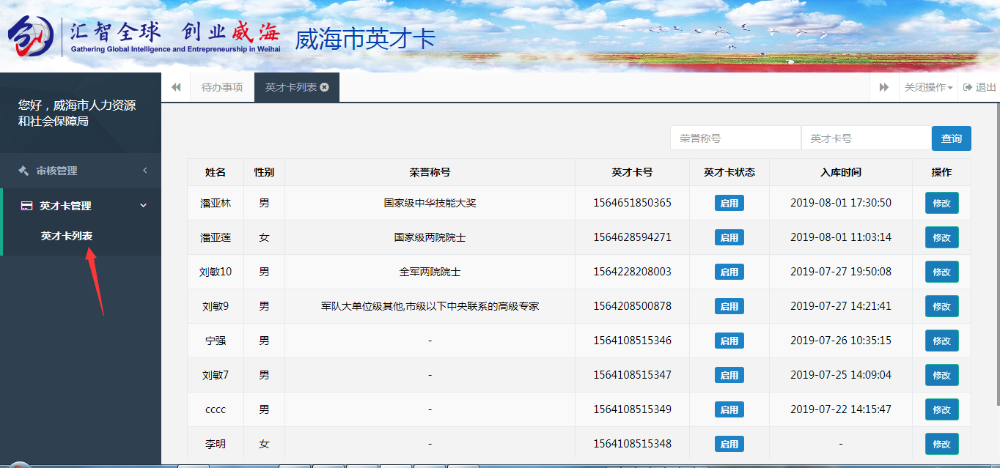 汇智全球 创业威海
Gathering Global Intelligence and Entrepreneurship in Weihai
威海市英才卡
您好，威海市人力资源
和社会保障局
待办事项 英才卡列表 关闭操作 退出
审核管理
英才卡管理
英才卡列表
荣誉称号 英才卡号 查询
姓名 性别 荣誉称号 英才卡号 英才卡状态 入库时间 操作
潘亚林 男 国家级中华技能大奖 1564651850365 启用 2019-08-01 17:30:50 修改
潘亚莲 女 国家级两院院士 1564628594271 启用 2019-08-01 11:03:14 修改
刘敏10 男 全军两院院士 1564228208003 启用 2019-07-27 19:50:08 修改
刘敏9 男 军队大单位级其他,市级以下中央联系的高级专家 1564208500878 启用 2019-07-27 14:21:41 修改
宁强 男 - 1564108515346 启用 2019-07-26 10:35:15 修改
刘敏7 男 - 1564108515347 启用 2019-07-25 14:09:04 修改
cccc 男 - 1564108515349 启用 2019-07-22 14:15:47 修改
李明 女 - 1564108515348 启用 - 修改